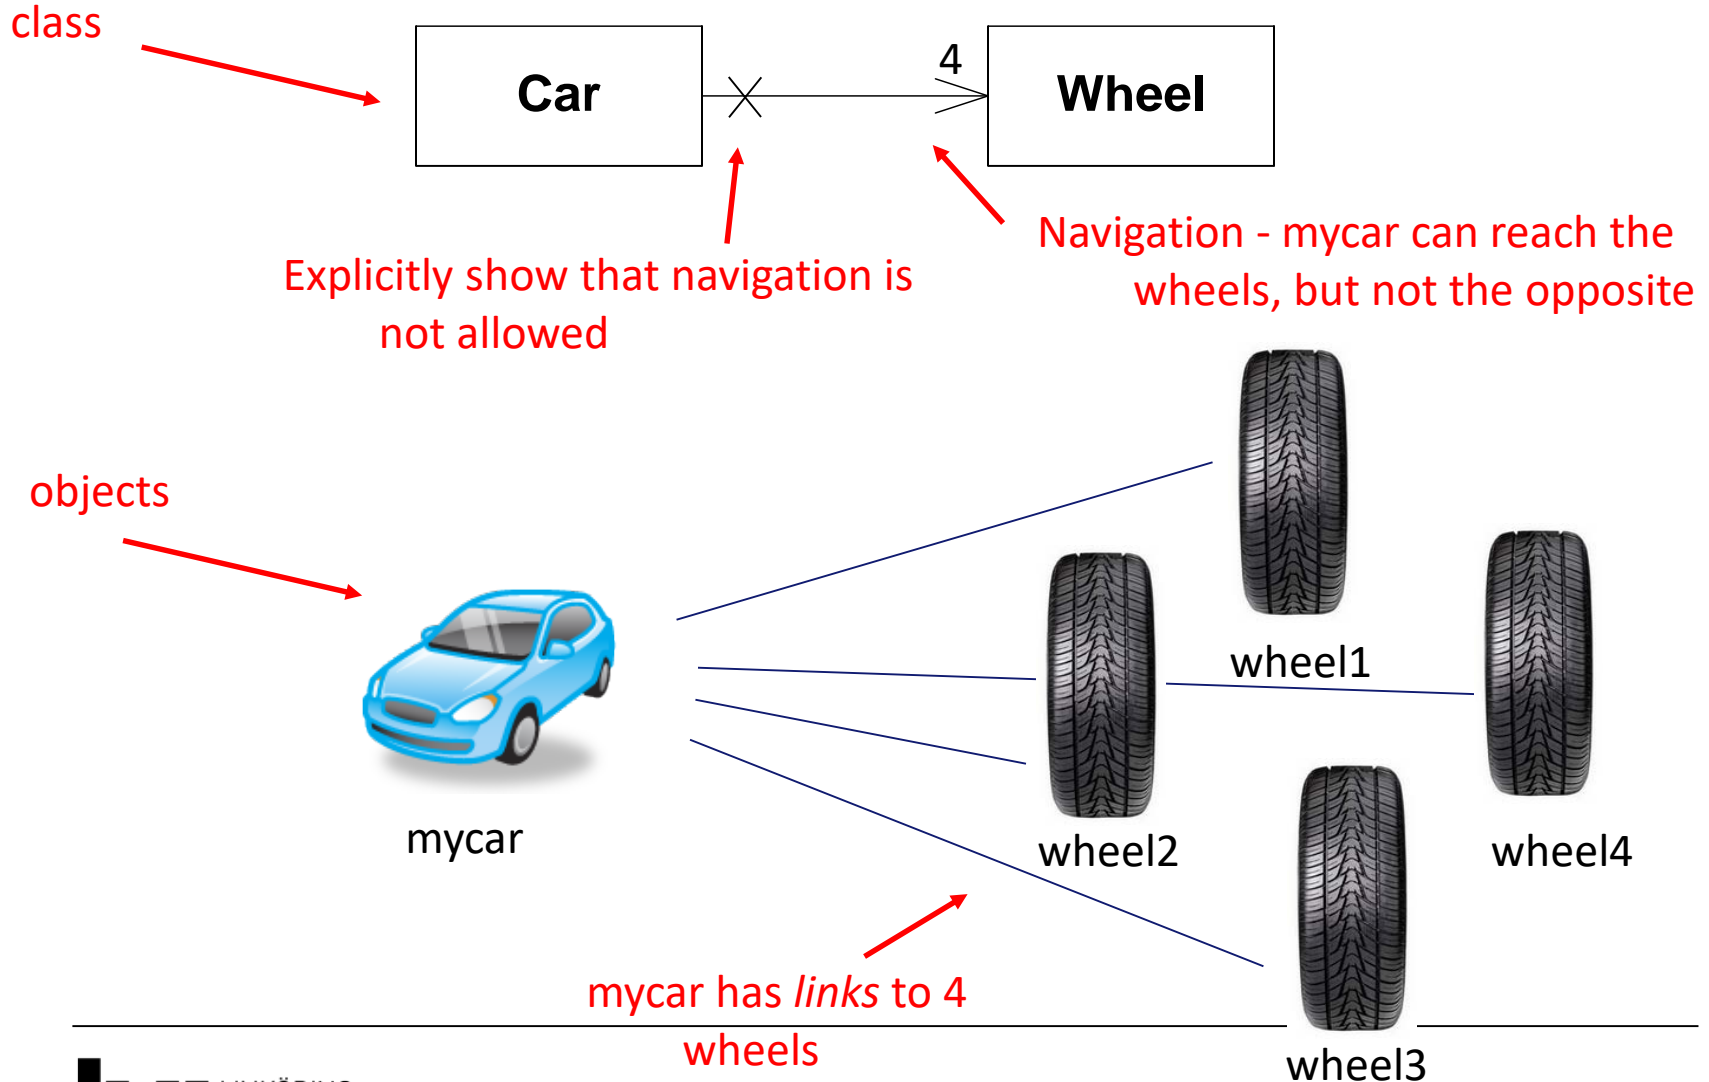 class
Car
4
Wheel
Navigation - mycar can reach the
wheels, but not the opposite
Explicitly show that navigation is
not allowed
objects
wheel1
mycar
wheel2
wheel4
mycar has links to 4
wheels
wheel3